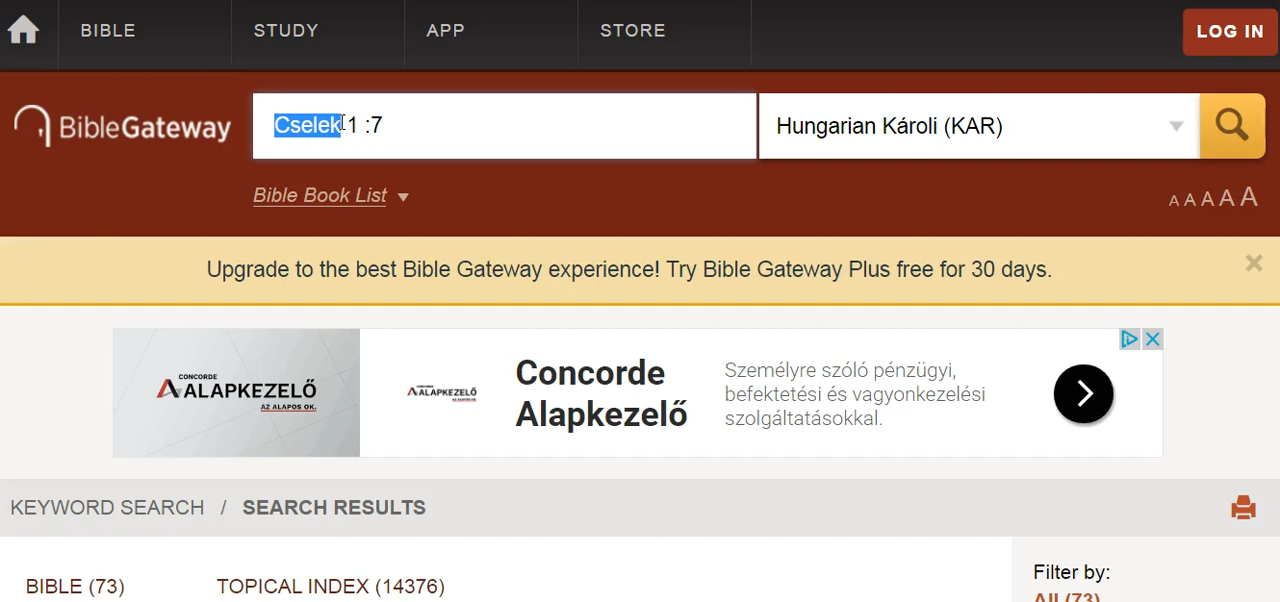 BIBLE STUDY APP STORE LOG IN
BibleGateway
Cselek 1 :7
Hungarian Károli (KAR)
Bible Book List
A A A A A
Upgrade to the best Bible Gateway experience! Try Bible Gateway Plus free for 30 days.
CONCORDE
ALAPKEZELŐ
AZ ALAPOS OK.
ALAPKEZELŐ
Concorde
Alapkezelő
Személyre szóló pénzügyi,
befektetési és vagyonkezelési
szolgáltatásokkal.
KEYWORD SEARCH / SEARCH RESULTS
BIBLE (73) TOPICAL INDEX (14376)
Filter by:
All (73)